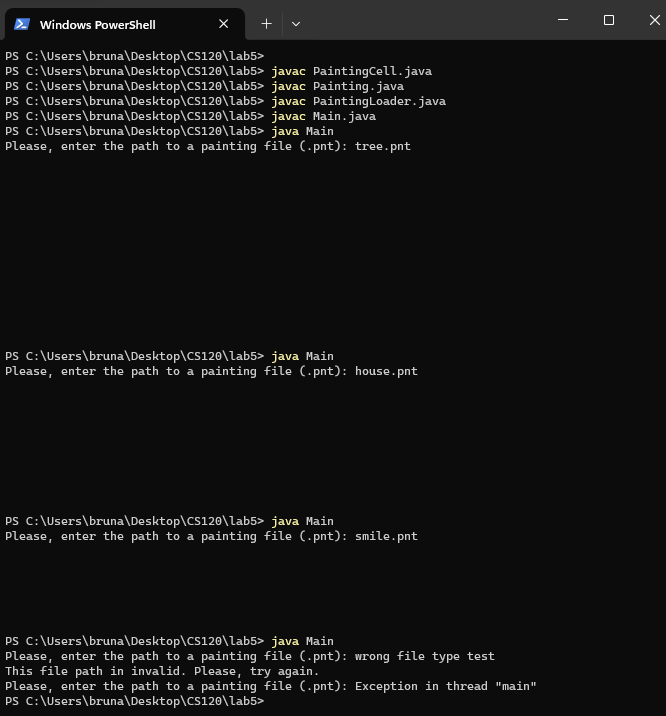 Windows PowerShell
PS C:\Users\bruna\Desktop\CS120\lab5>
PS C:\Users\bruna\Desktop\CS120\lab5> javac PaintingCell.java
PS C:\Users\bruna\Desktop\CS120\lab5> javac Painting.java
PS C:\Users\bruna\Desktop\CS120\lab5> javac PaintingLoader.java
PS C:\Users\bruna\Desktop\CS120\lab5> javac Main.java
PS C:\Users\bruna\Desktop\CS120\lab5> java Main
Please, enter the path to a painting file (.pnt): tree.pnt
PS C:\Users\bruna\Desktop\CS120\lab5> java Main
Please, enter the path to a painting file (.pnt): house.pnt
PS C:\Users\bruna\Desktop\CS120\lab5> java Main
Please, enter the path to a painting file (.pnt): smile.pnt
PS C:\Users\bruna\Desktop\CS120\lab5> java Main
Please, enter the path to a painting file (.pnt): wrong file type test
This file path in invalid. Please, try again.
Please, enter the path to a painting file (.pnt): Exception in thread "main"
PS C:\Users\bruna\Desktop\CS120\lab5>